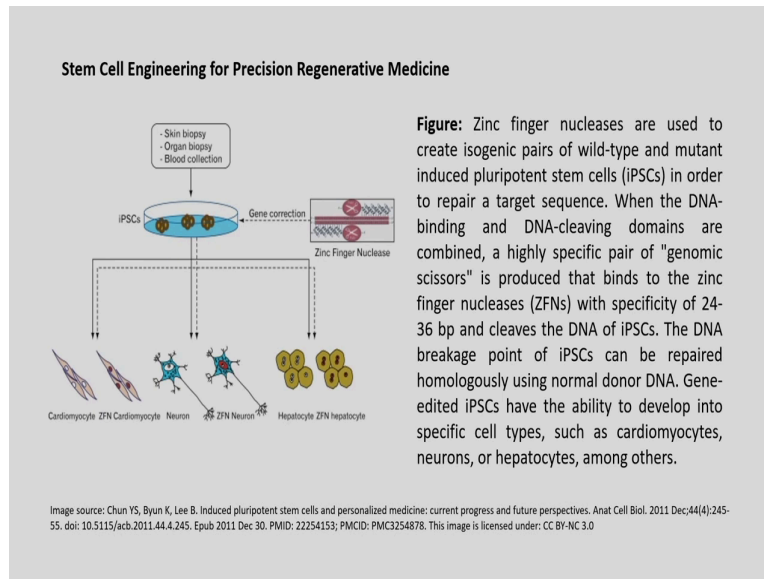 Stem Cell Engineering for Precision Regenerative Medicine
- Skin biopsy
- Organ biopsy
- Blood collection
iPSCs
Gene correction
Zinc Finger Nuclease
Cardiomyocyte ZFN Cardiomyocyte Neuron ZFN Neuron Hepatocyte ZFN hepatocyte
Figure: Zinc finger nucleases are used to
create isogenic pairs of wild-type and mutant
induced pluripotent stem cells (iPSCs) in order
to repair a target sequence. When the DNA-
binding and DNA-cleaving domains are
combined, a highly specific pair of "genomic
scissors" is produced that binds to the zinc
finger nucleases (ZFNs) with specificity of 24-
36 bp and cleaves the DNA of iPSCs. The DNA
breakage point of iPSCs can be repaired
homologously using normal donor DNA. Gene-
edited iPSCs have the ability to develop into
specific cell types, such as cardiomyocytes,
neurons, or hepatocytes, among others.
Image source: Chun YS, Byun K, Lee B. Induced pluripotent stem cells and personalized medicine: current progress and future perspectives. Anat Cell Biol. 2011 Dec;44(4):245-
55. doi: 10.5115/acb.2011.44.4.245. Epub 2011 Dec 30. PMID: 22254153; PMCID: PMC3254878. This image is licensed under: CC BY-NC 3.0